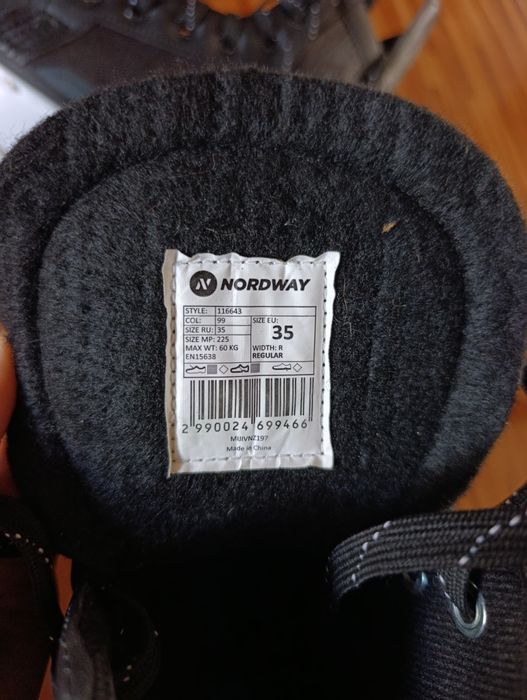 NORDWAY
STYLE: 116643
COL: 99
SIZE RU: 35
SIZE MP: 225
MAX WT: 60 KG
EN15638
SIZE EU:
35
WIDTH: R
REGULAR
2 990024 699466
MIJIVNZ197
Made in China